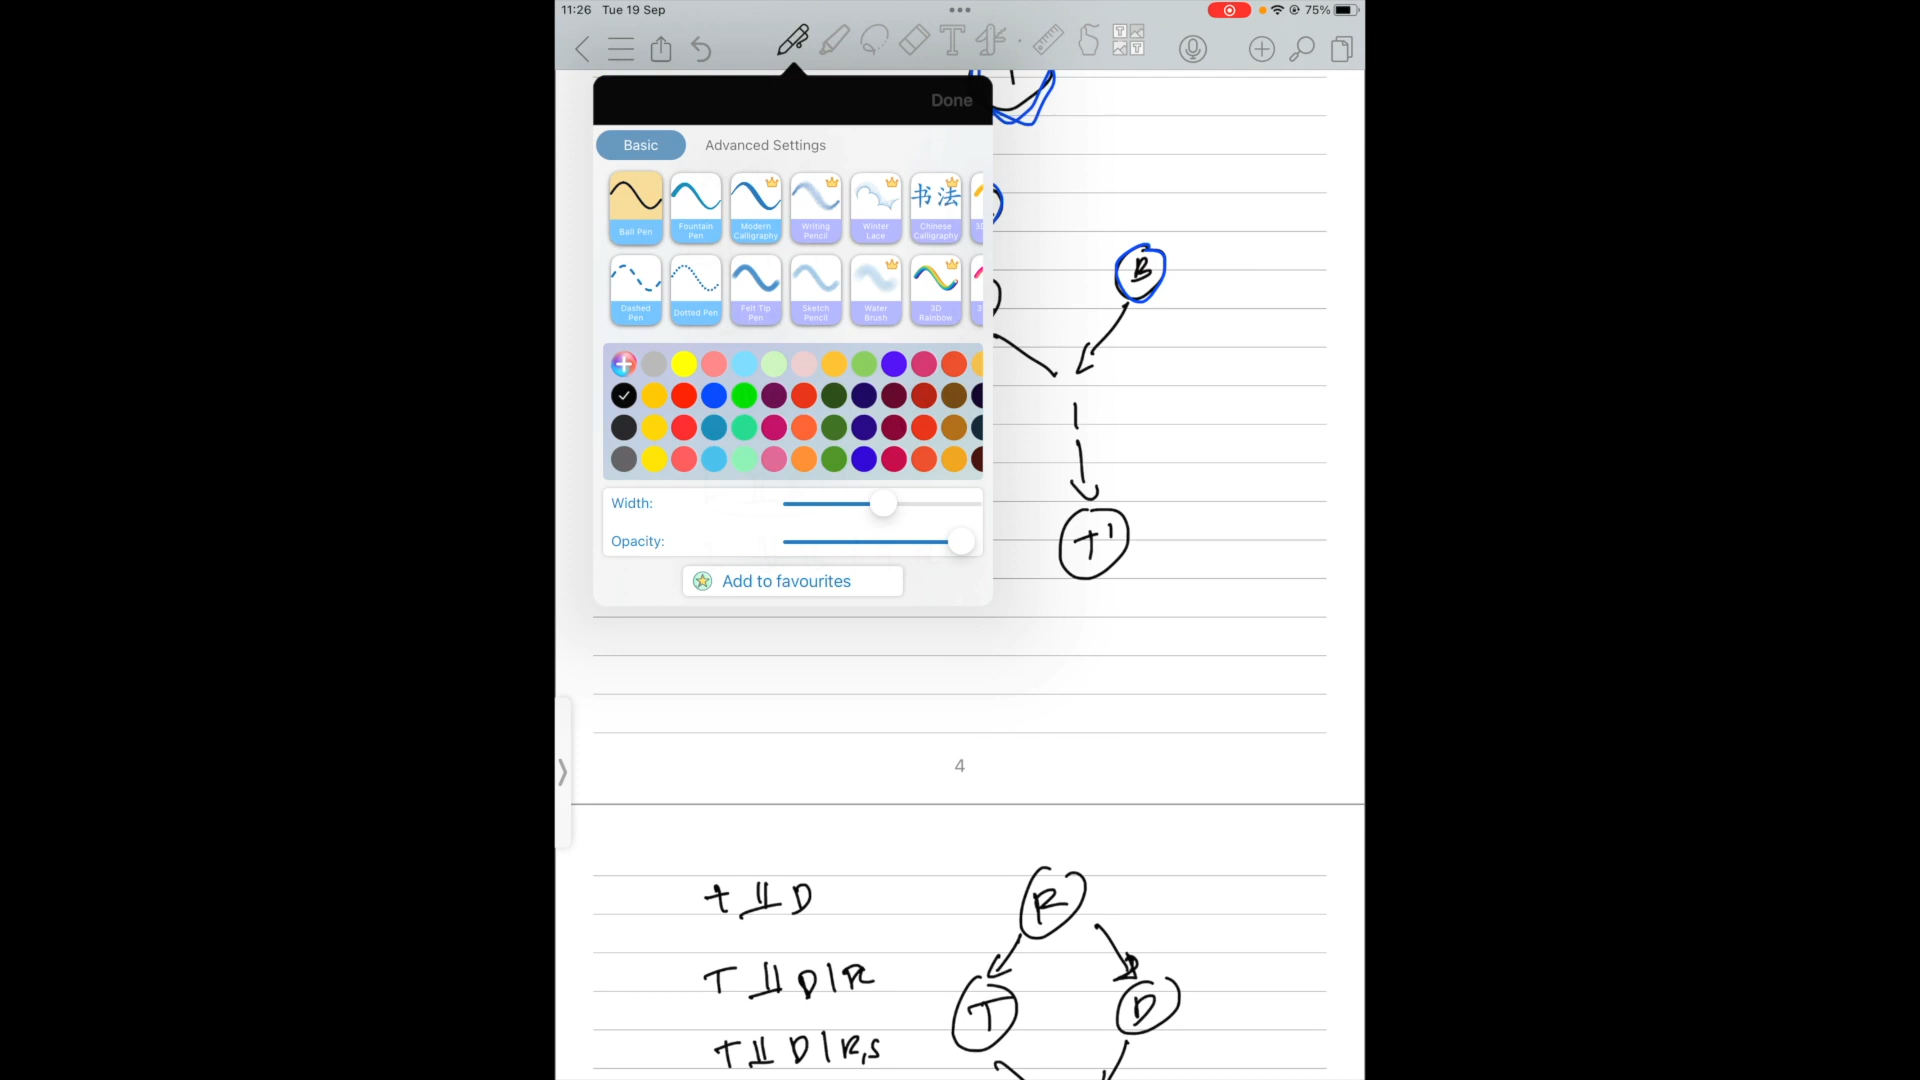 11:26 Tue 19 Sep
75%
Done
Basic Advanced Settings
Ball Pen
Fountain Pen
Modern Calligraphy
Writing Pencil
Winter Lace
书法
Chinese Calligraphy
3D
Dashed Pen
Dotted Pen
Felt Tip Pen
Sketch Pencil
Water Brush
3D Rainbow
Width:
Opacity:
Add to favourites
B
T'
4
T ⫫ D
T ⫫ D | R
T ⫫ D | R,S
R
T
D